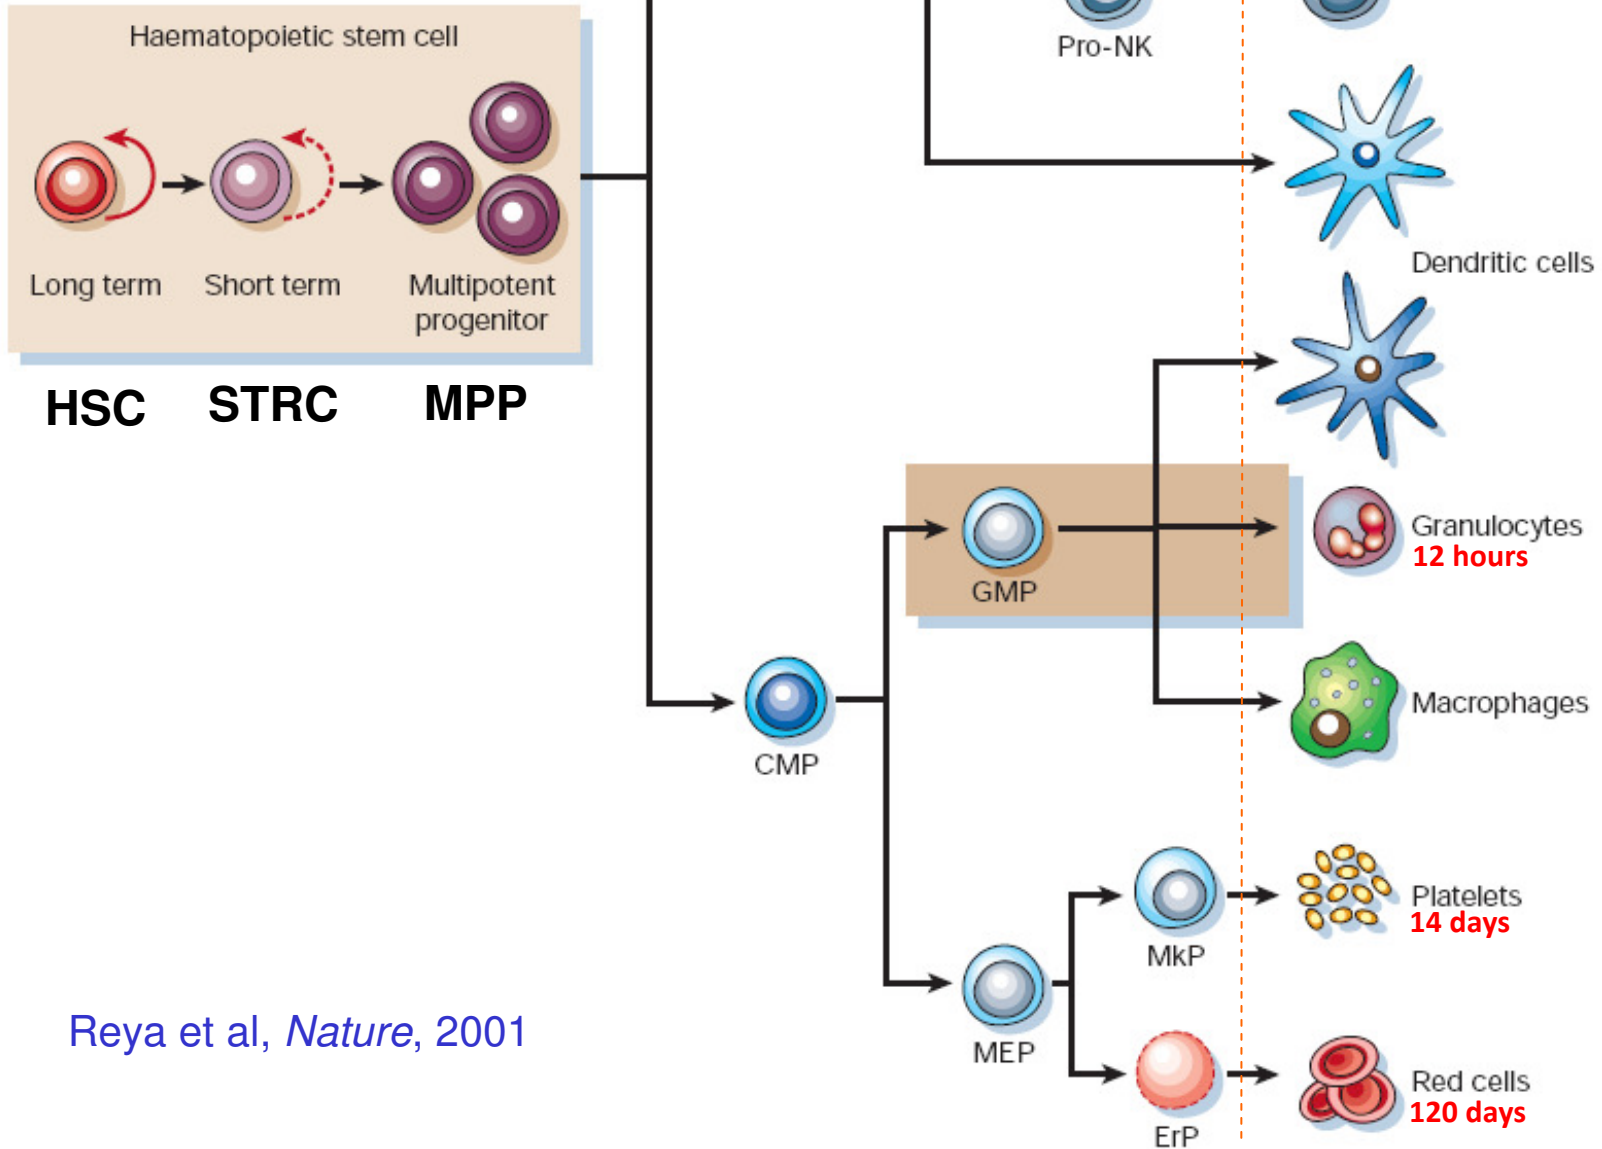 Haematopoietic stem cell
Pro-NK
Long term
Short term
Multipotent
progenitor
Dendritic cells
HSC
STRC
MPP
GMP
Granulocytes
12 hours
CMP
Macrophages
MkP
Platelets
14 days
MEP
ErP
Red cells
120 days
Reya et al, Nature, 2001